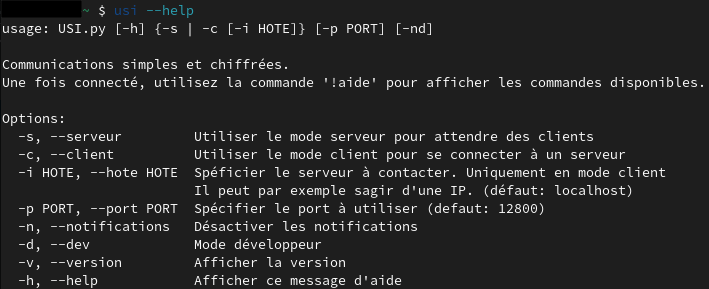 ~ $ usi --help
usage: USI.py [-h] {-s | -c [-i HOTE]} [-p PORT] [-nd]
Communications simples et chiffrées.
Une fois connecté, utilisez la commande '!aide' pour afficher les commandes disponibles.
Options:
-s, --serveur Utiliser le mode serveur pour attendre des clients
-c, --client Utiliser le mode client pour se connecter à un serveur
-i HOTE, --hote HOTE Spéficier le serveur à contacter. Uniquement en mode client
Il peut par exemple sagir d'une IP. (défaut: localhost)
-p PORT, --port PORT Spécifier le port à utiliser (defaut: 12800)
-n, --notifications Désactiver les notifications
-d, --dev Mode développeur
-v, --version Afficher la version
-h, --help Afficher ce message d'aide